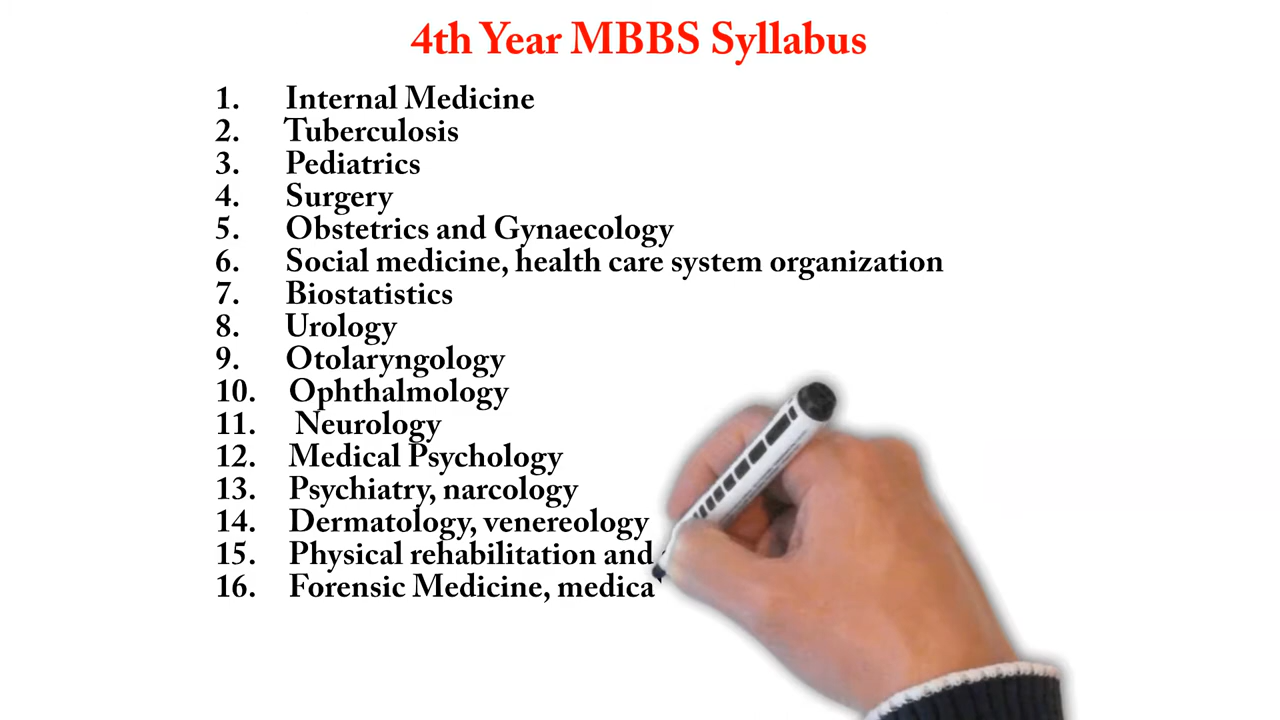 4th Year MBBS Syllabus
1. Internal Medicine
2. Tuberculosis
3. Pediatrics
4. Surgery
5. Obstetrics and Gynaecology
6. Social medicine, health care system organization
7. Biostatistics
8. Urology
9. Otolaryngology
10. Ophthalmology
11. Neurology
12. Medical Psychology
13. Psychiatry, narcology
14. Dermatology, venereology
15. Physical rehabilitation and
16. Forensic Medicine, medica